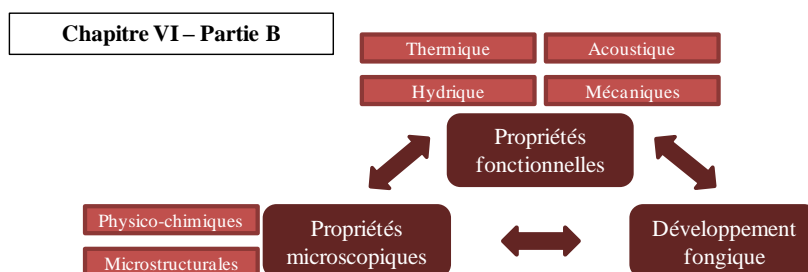 Chapitre VI – Partie B
Thermique
Acoustique
Hydrique
Mécaniques
Propriétés
fonctionnelles
Physico-chimiques
Microstructurales
Propriétés
microscopiques
Développement
fongique